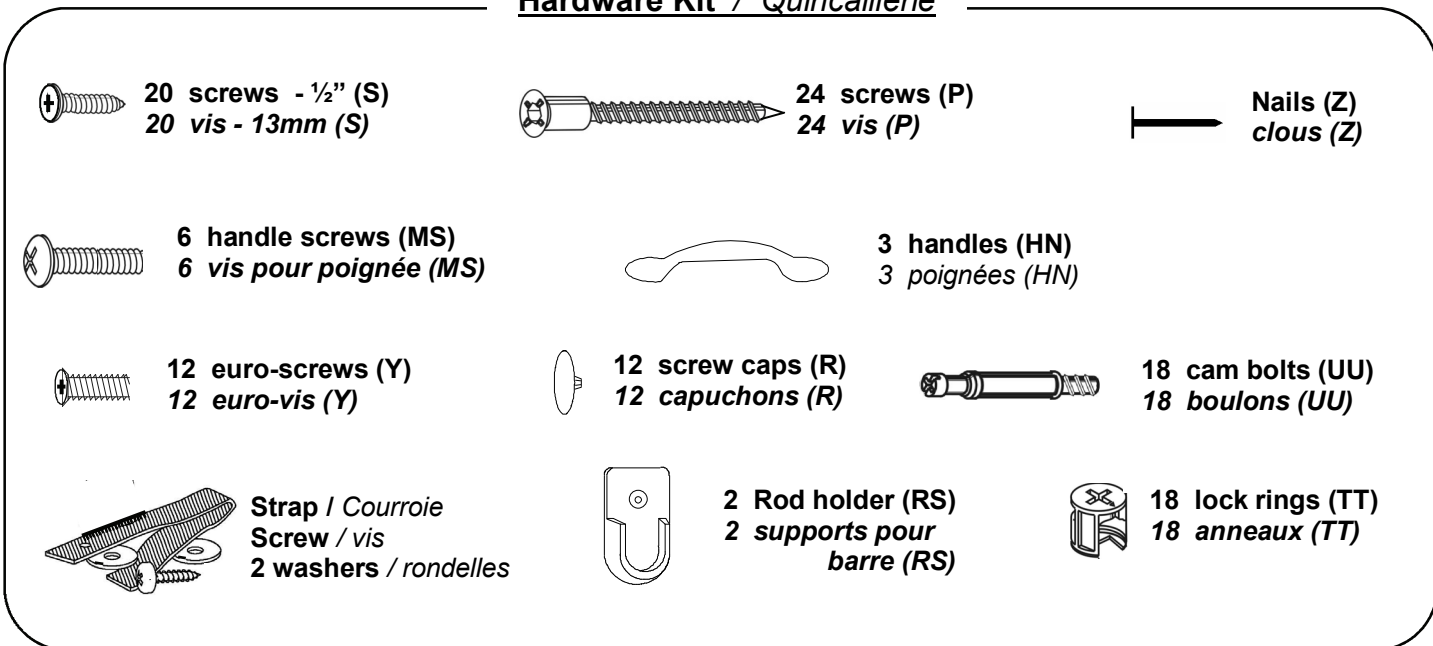 Hardware Kit / Quincaillerie
20 screws - ½” (S)
20 vis - 13mm (S)
24 screws (P)
24 vis (P)
Nails (Z)
clous (Z)
6 handle screws (MS)
6 vis pour poignée (MS)
3 handles (HN)
3 poignées (HN)
12 euro-screws (Y)
12 euro-vis (Y)
12 screw caps (R)
12 capuchons (R)
18 cam bolts (UU)
18 boulons (UU)
Strap / Courroie
Screw / vis
2 washers / rondelles
2 Rod holder (RS)
2 supports pour
barre (RS)
18 lock rings (TT)
18 anneaux (TT)